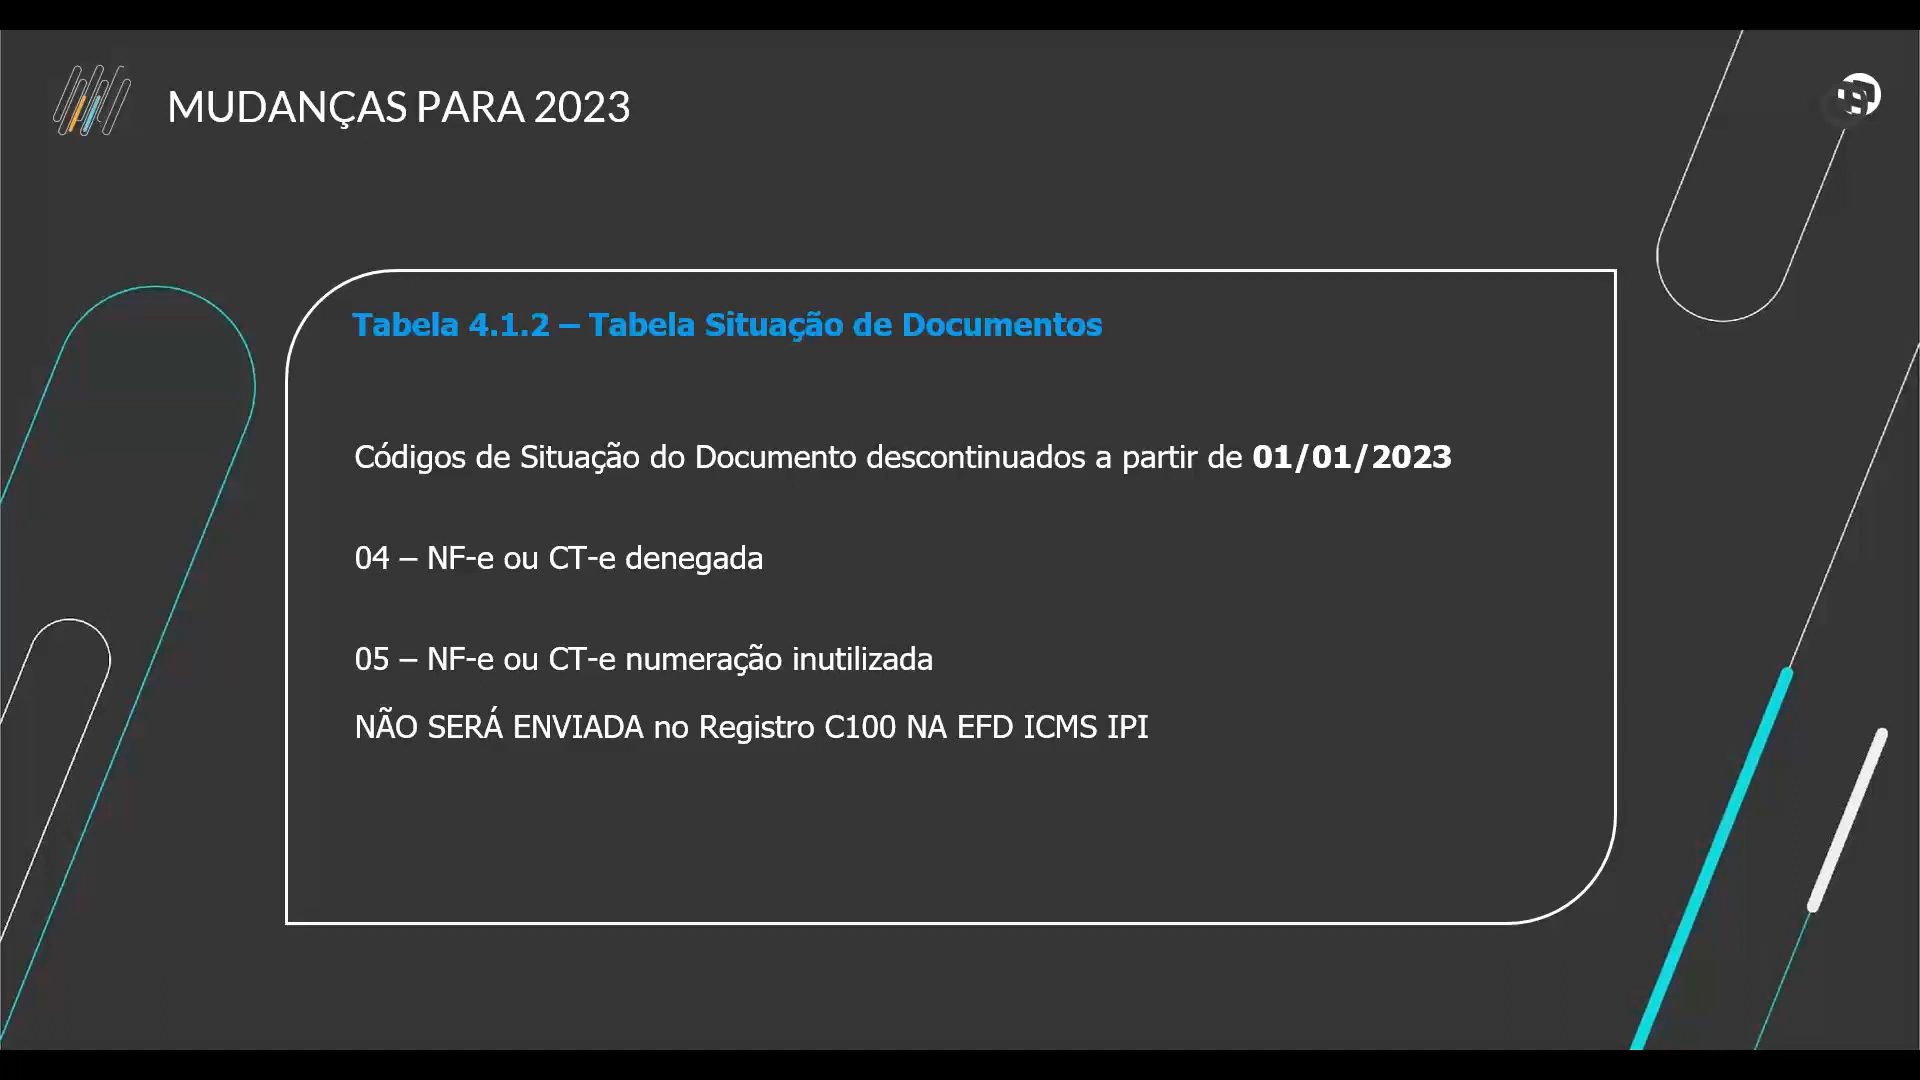 MUDANÇAS PARA 2023
Tabela 4.1.2 – Tabela Situação de Documentos
Códigos de Situação do Documento descontinuados a partir de 01/01/2023
04 – NF-e ou CT-e denegada
05 – NF-e ou CT-e numeração inutilizada
NÃO SERÁ ENVIADA no Registro C100 NA EFD ICMS IPI